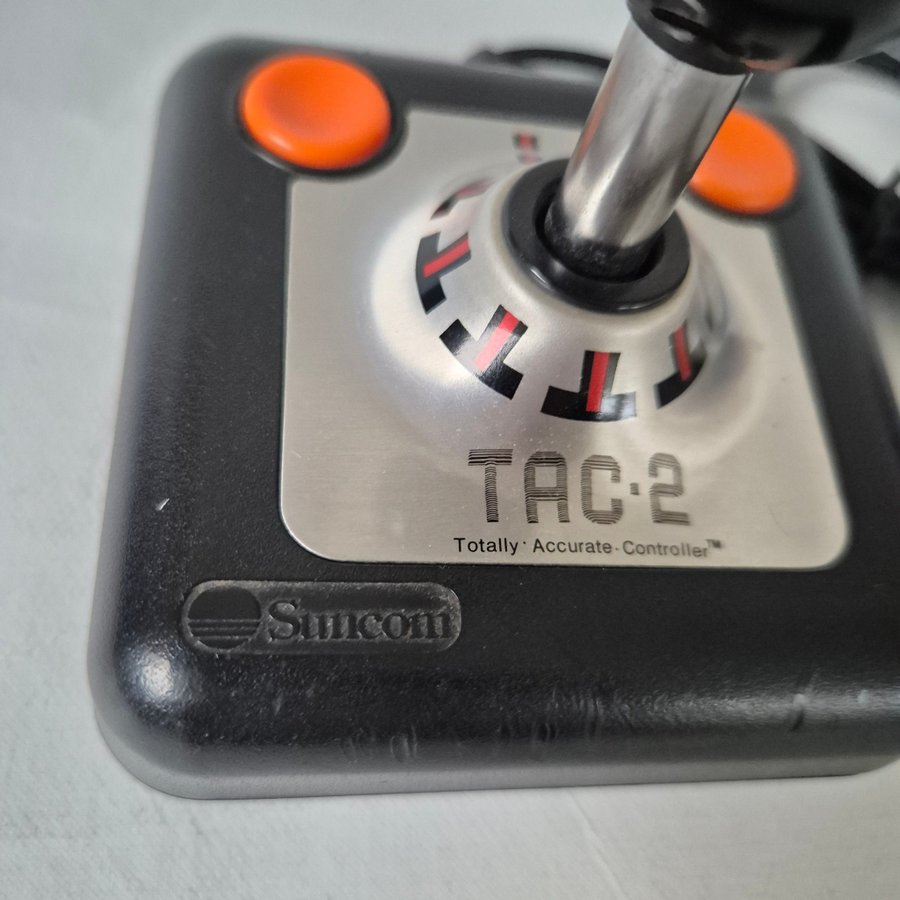 TAC-2
Totally · Accurate · Controller™
Suncom